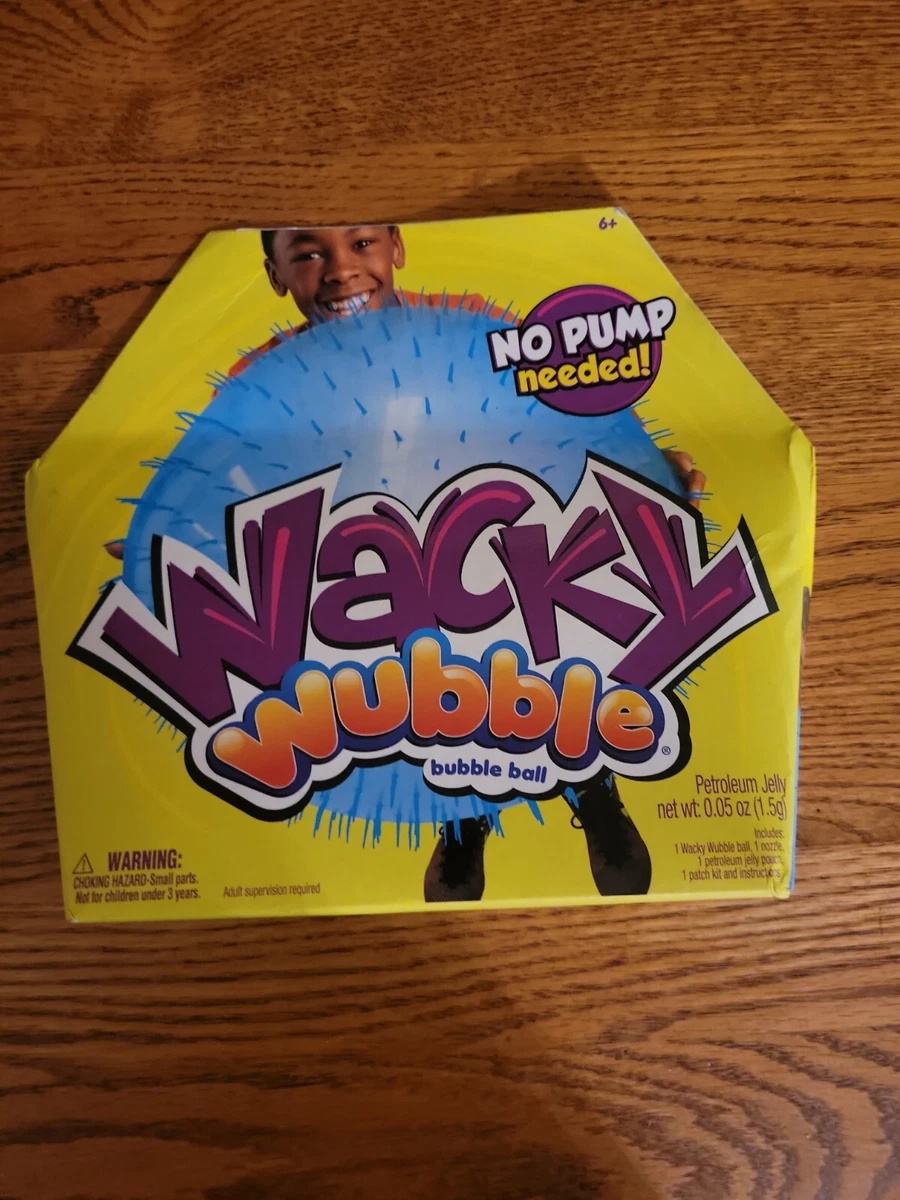 6+
NO PUMP
needed!
Wacky
Wubble®
bubble ball
Petroleum Jelly
net wt: 0.05 oz (1.5g)
Includes:
1 Wacky Wubble ball, 1 nozzle,
1 petroleum jelly pouch,
1 patch kit and instructions.
⚠ WARNING:
CHOKING HAZARD-Small parts.
Not for children under 3 years.
Adult supervision required